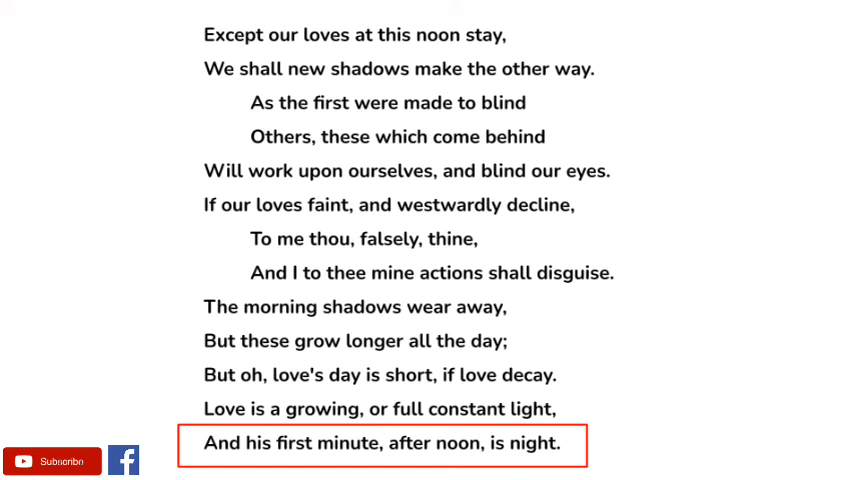 Except our loves at this noon stay,
We shall new shadows make the other way.
As the first were made to blind
Others, these which come behind
Will work upon ourselves, and blind our eyes.
If our loves faint, and westwardly decline,
To me thou, falsely, thine,
And I to thee mine actions shall disguise.
The morning shadows wear away,
But these grow longer all the day;
But oh, love's day is short, if love decay.
Love is a growing, or full constant light,
And his first minute, after noon, is night.
Subscribe